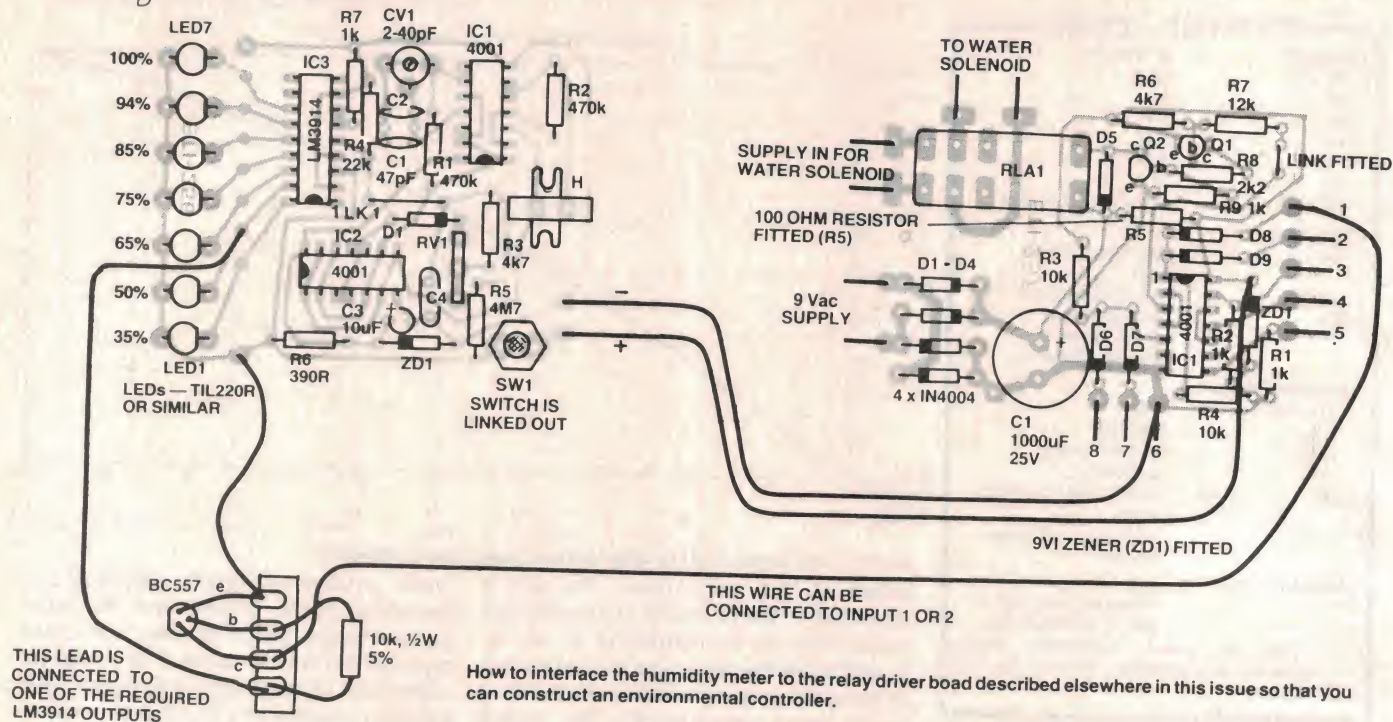 LED7
100%
94%
85%
75%
65%
50%
35%
LED1
LEDs — TIL220R
OR SIMILAR
R7
1k
CV1
2-40pF
IC1
4001
IC3
LM3914
C2
R2
470k
R4
22k
C1
47pF
R1
470k
H
1 LK 1
D1
RV1
IC2
4001
R3
4k7
C3
10uF
+
C4
R5
4M7
R6
390R
ZD1
SW1
SWITCH IS
LINKED OUT
−
+
TO WATER
SOLENOID
SUPPLY IN FOR
WATER SOLENOID
RLA1
R6
4k7
R7
12k
D5
Q2
c
b
e
Q1
b
e
c
R8
2k2
LINK FITTED
R9 1k
100 OHM RESISTOR
FITTED (R5)
R5
D8
D9
1
2
3
4
5
R3
10k
D1 - D4
9 Vac
SUPPLY
4 x IN4004
+
C1
1000uF
25V
D6
D7
1
4001
IC1
R2
1k
ZD1
R1
1k
R4
10k
8
7
6
9VI ZENER (ZD1) FITTED
THIS WIRE CAN BE
CONNECTED TO INPUT 1 OR 2
BC557
e
b
c
10k, ½W
5%
THIS LEAD IS
CONNECTED TO
ONE OF THE REQUIRED
LM3914 OUTPUTS
How to interface the humidity meter to the relay driver boad described elsewhere in this issue so that you
can construct an environmental controller.